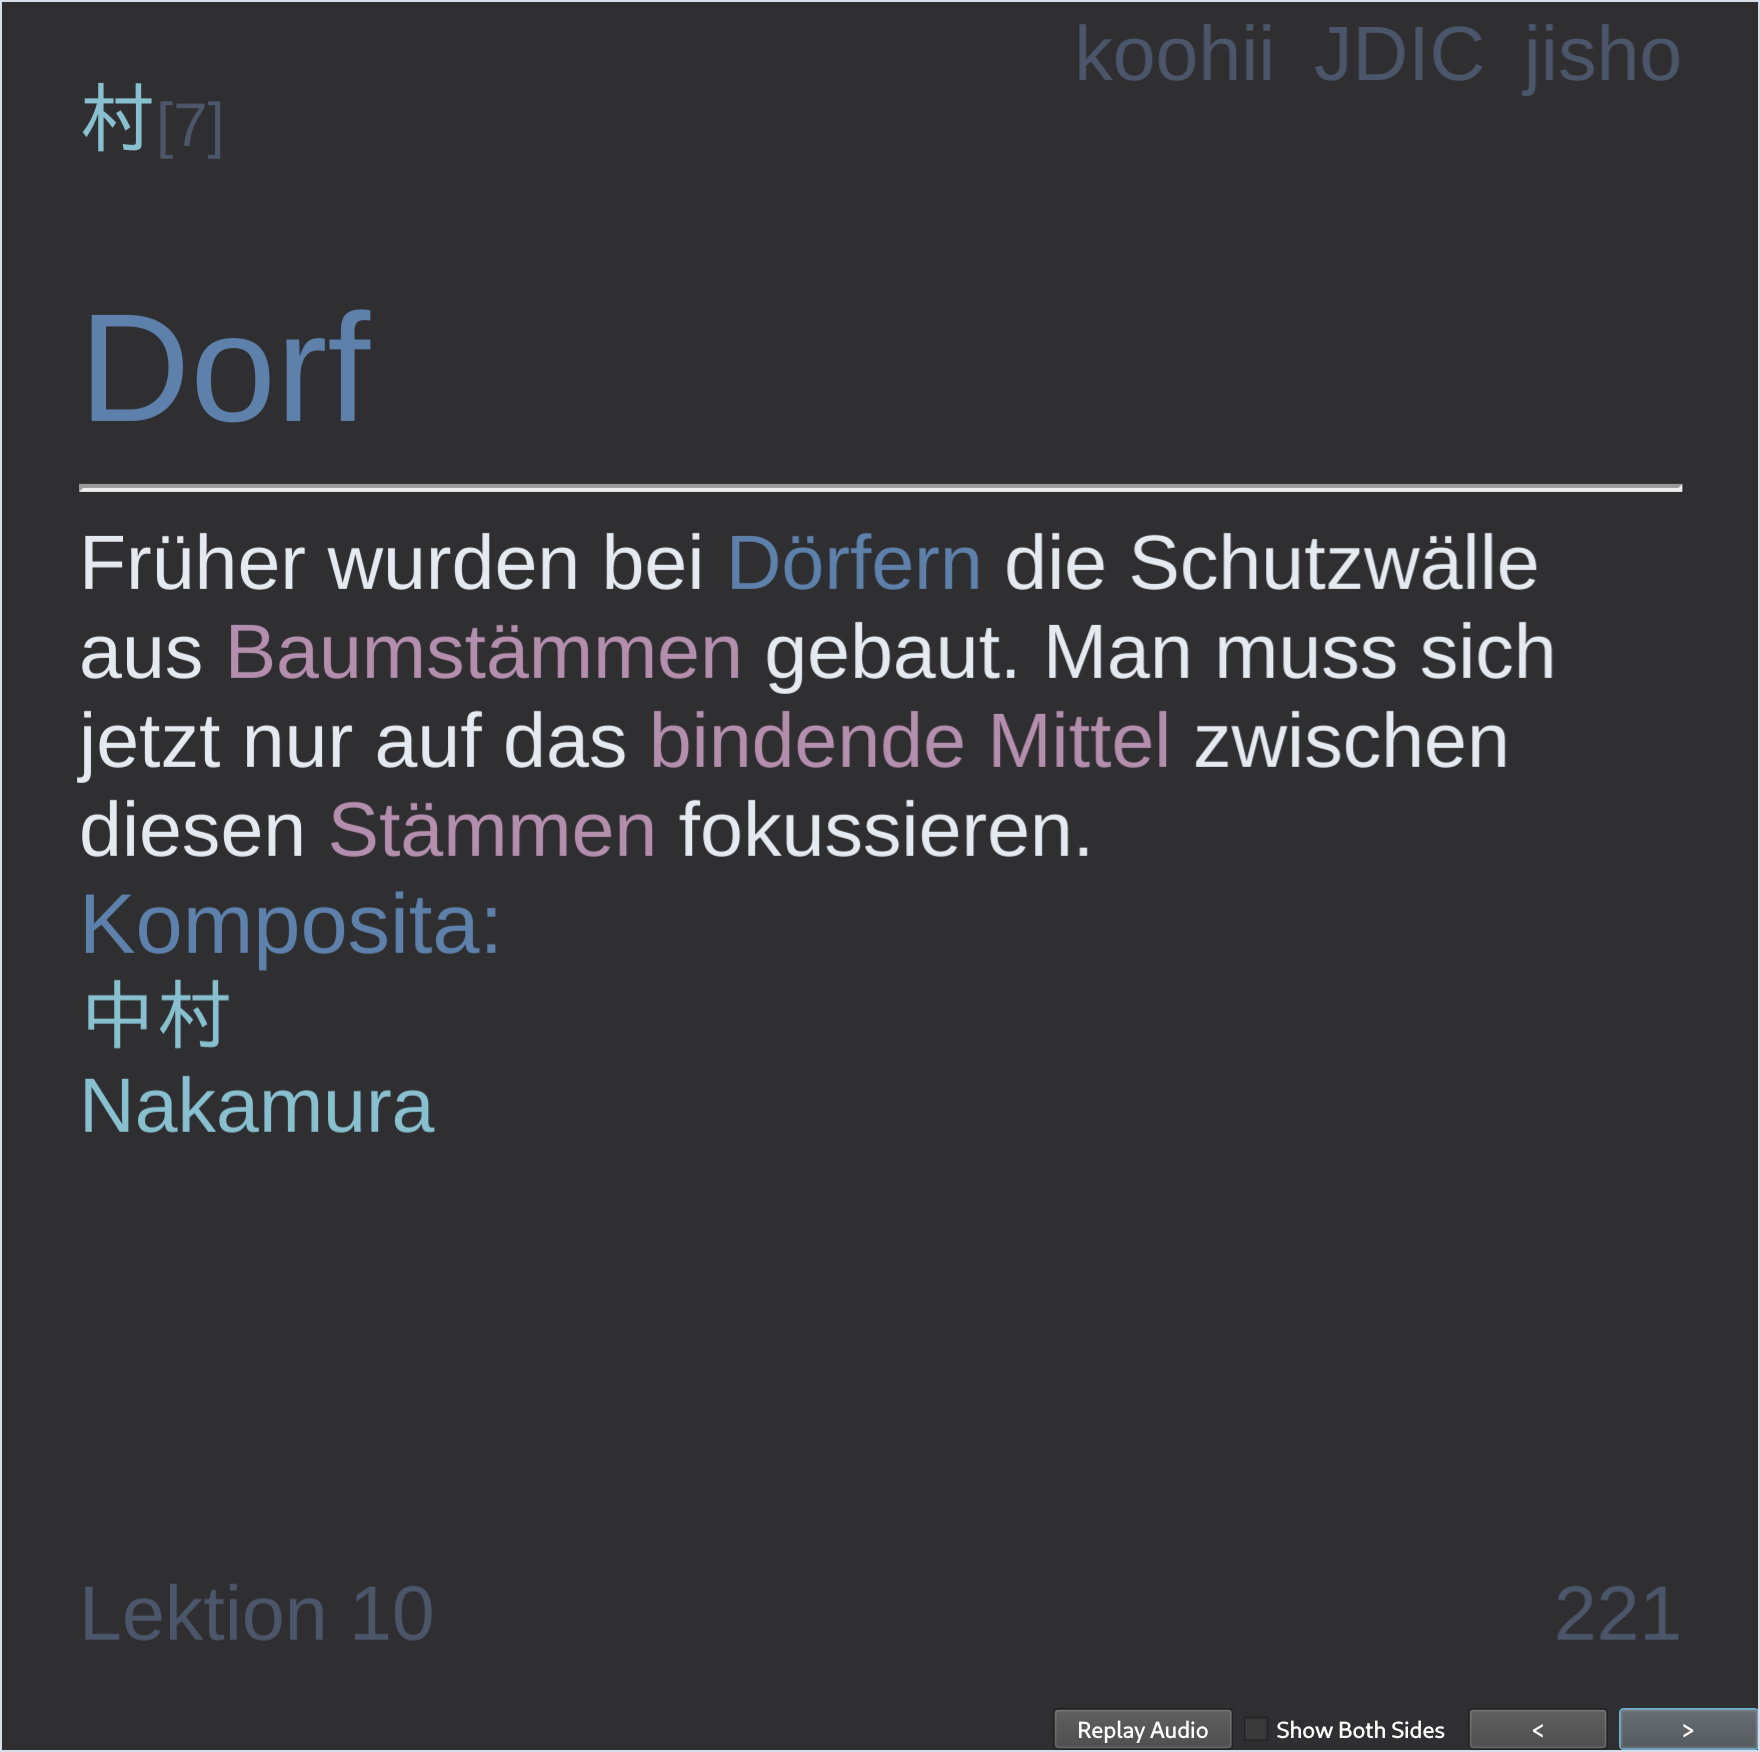 koohii JDIC jisho
村[7]
Dorf
Früher wurden bei Dörfern die Schutzwälle
aus Baumstämmen gebaut. Man muss sich
jetzt nur auf das bindende Mittel zwischen
diesen Stämmen fokussieren.
Komposita:
中村
Nakamura
Lektion 10 221
Replay Audio Show Both Sides < >